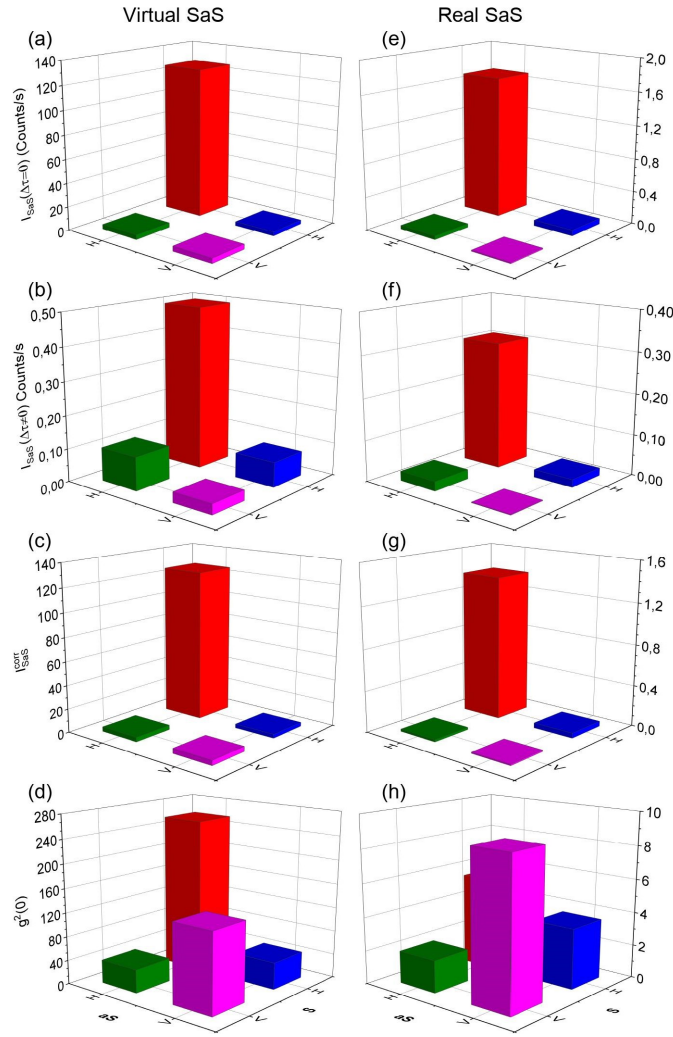 Virtual SaS
Real SaS
(a)
140
120
100
80
60
40
20
0
I_SaS(Δτ=0) (Counts/s)
H
V
V
H
(e)
2,0
1,6
1,2
0,8
0,4
0,0
H
V
V
H
(b)
0,50
0,40
0,30
0,20
0,10
0,00
I_SaS(Δτ≠0) Counts/s
H
V
V
H
(f)
0,40
0,30
0,20
0,10
0,00
H
V
V
H
(c)
140
120
100
80
60
40
20
0
I^corr_SaS
H
V
V
H
(g)
1,6
1,2
0,8
0,4
0,0
H
V
V
H
(d)
280
240
200
160
120
80
40
0
g²(0)
H
V
V
H
aS
S
(h)
10
8
6
4
2
0
H
V
V
H
aS
S